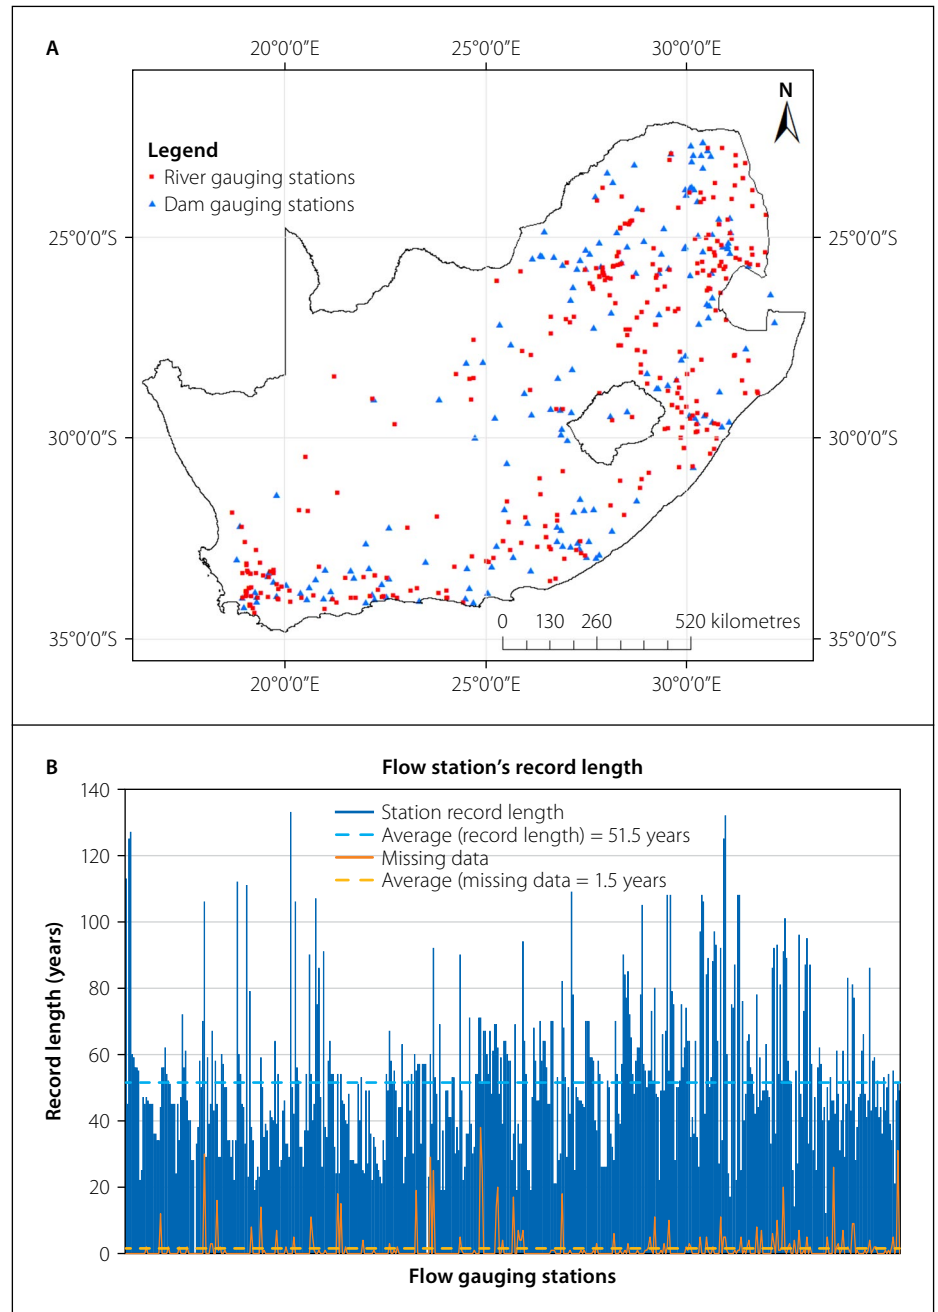 A
20°0′0″E 25°0′0″E 30°0′0″E
N
Legend
River gauging stations
Dam gauging stations
25°0′0″S 25°0′0″S
30°0′0″S 30°0′0″S
0 130 260 520 kilometres
35°0′0″S 35°0′0″S
20°0′0″E 25°0′0″E 30°0′0″E
B
Flow station’s record length
140
120
100
80
60
40
20
0
Record length (years)
Station record length
Average (record length) = 51.5 years
Missing data
Average (missing data = 1.5 years
Flow gauging stations